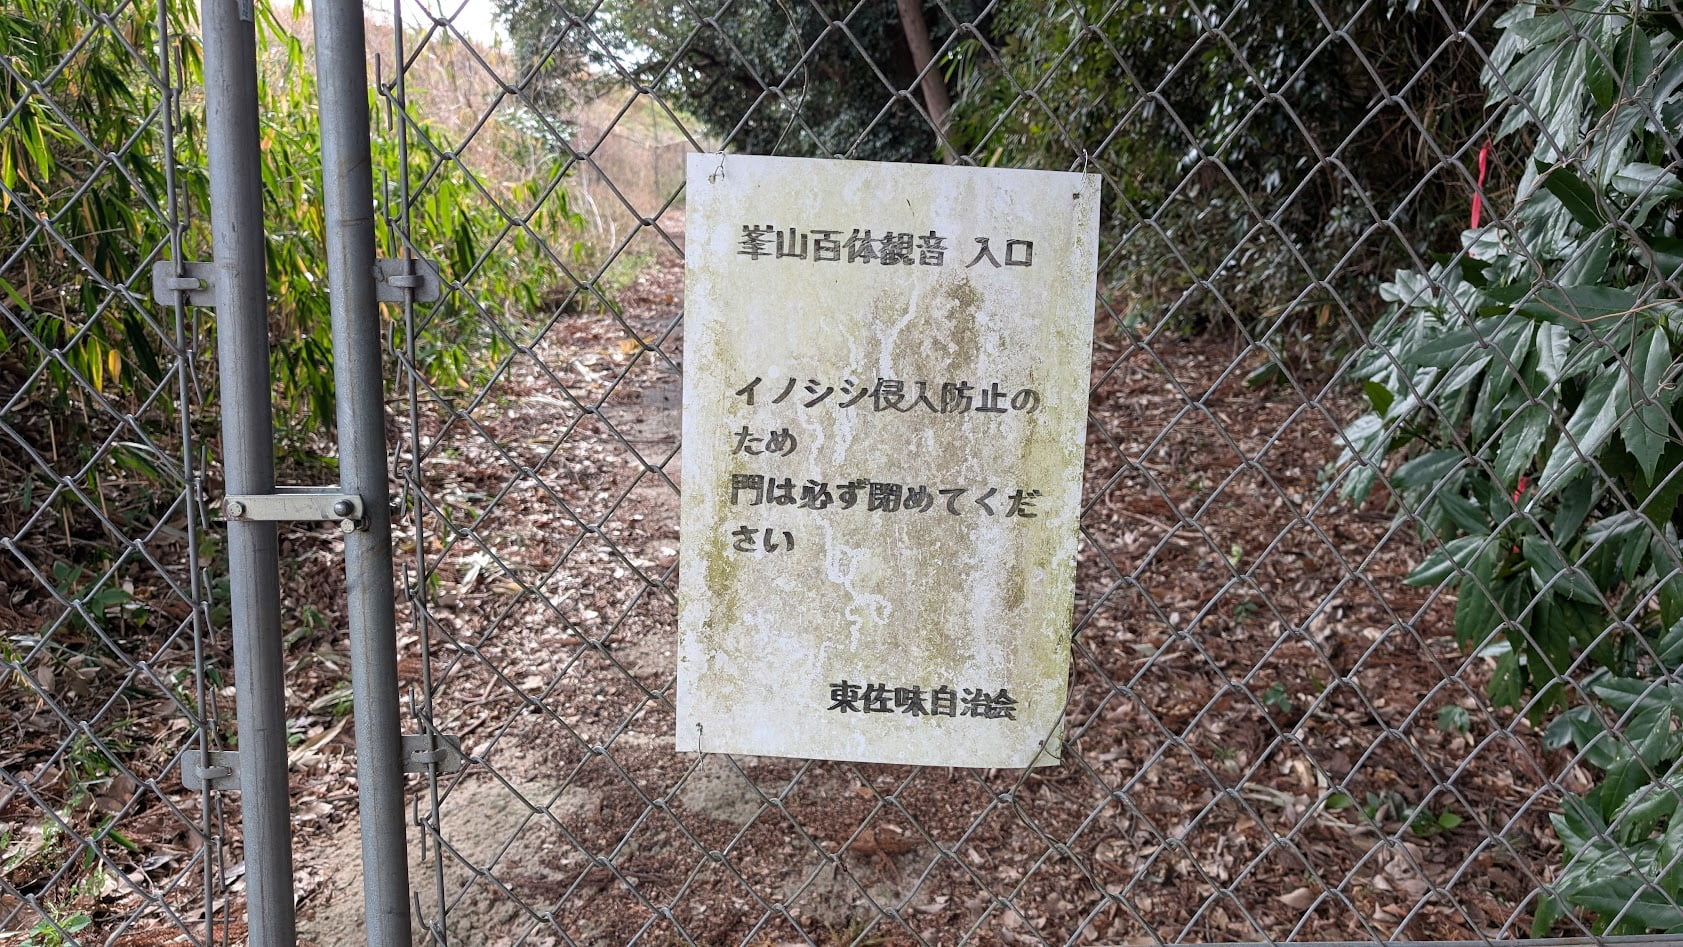 峯山百体観音 入口
イノシシ侵入防止の
ため
門は必ず閉めてくだ
さい
東佐味自治会